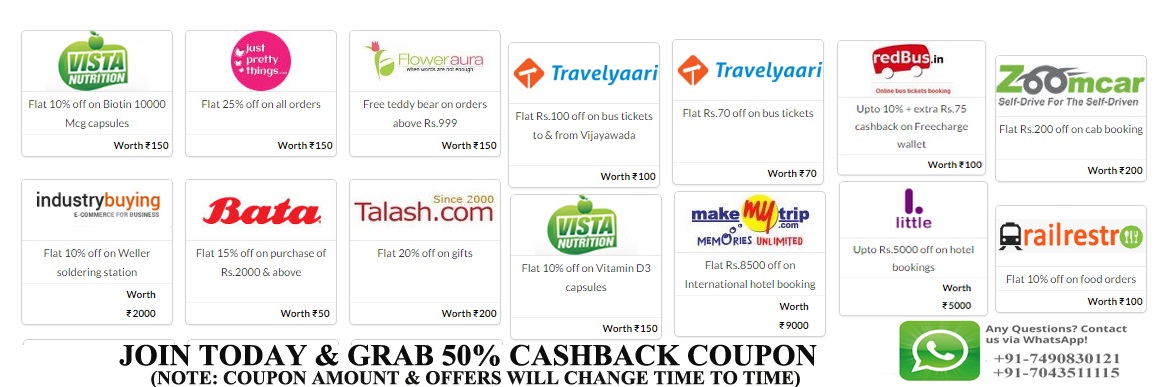 VISTA
NUTRITION
Flat 10% off on Biotin 10000
Mcg capsules
Worth ₹150
just
pretty
things...
Flat 25% off on all orders
Worth ₹150
Floweraura
when words are not enough
Free teddy bear on orders
above Rs.999
Worth ₹150
Travelyaari
Flat Rs.100 off on bus tickets
to & from Vijayawada
Worth ₹100
Travelyaari
Flat Rs.70 off on bus tickets
Worth ₹70
redBus.in
Online bus tickets booking
Upto 10% + extra Rs.75
cashback on Freecharge
wallet
Worth ₹100
Zoomcar
Self-Drive For The Self-Driven
Flat Rs.200 off on cab booking
Worth ₹200
industrybuying
E-COMMERCE FOR BUSINESS
Flat 10% off on Weller
soldering station
Worth
₹2000
Bata
Flat 15% off on purchase of
Rs.2000 & above
Worth ₹50
Since 2000
Talash.com
Flat 20% off on gifts
Worth ₹200
VISTA
NUTRITION
Flat 10% off on Vitamin D3
capsules
Worth ₹150
make my trip
.com
MEMORIES UNLIMITED
Flat Rs.8500 off on
International hotel booking
Worth
₹9000
little
Upto Rs.5000 off on hotel
bookings
Worth
₹5000
railrestro
Flat 10% off on food orders
Worth ₹100
JOIN TODAY & GRAB 50% CASHBACK COUPON
(NOTE: COUPON AMOUNT & OFFERS WILL CHANGE TIME TO TIME)
Any Questions? Contact
us via WhatsApp!
+91-7490830121
+91-7043511115